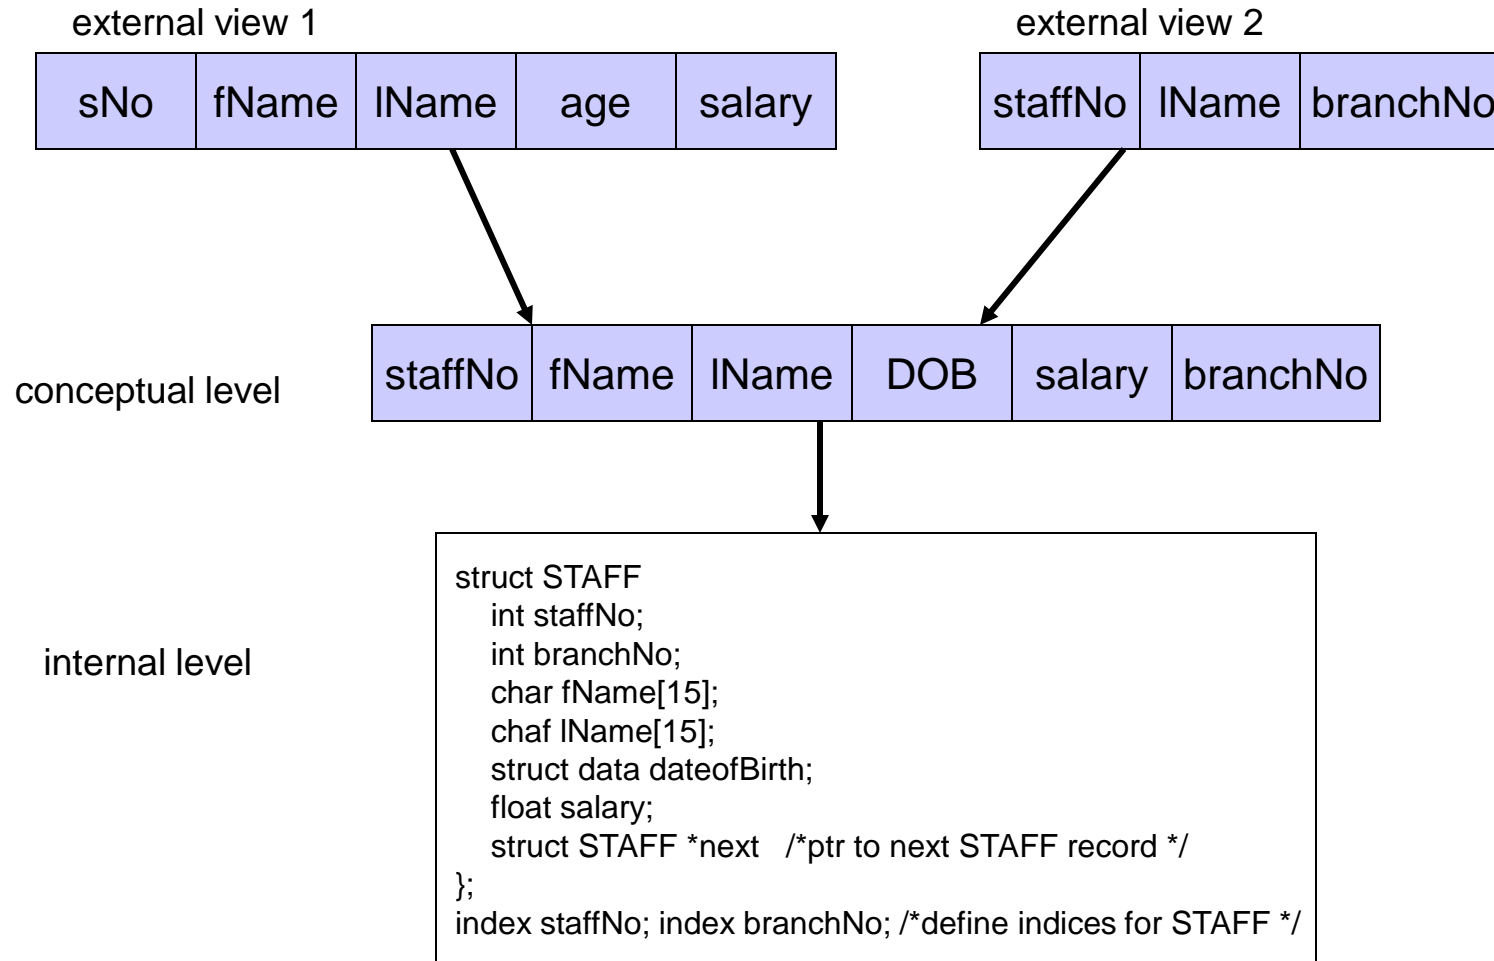 external view 1
external view 2
sNo fName lName age salary
staffNo lName branchNo
conceptual level
staffNo fName lName DOB salary branchNo
internal level
struct STAFF
int staffNo;
int branchNo;
char fName[15];
chaf lName[15];
struct data dateofBirth;
float salary;
struct STAFF *next /*ptr to next STAFF record */
};
index staffNo; index branchNo; /*define indices for STAFF */